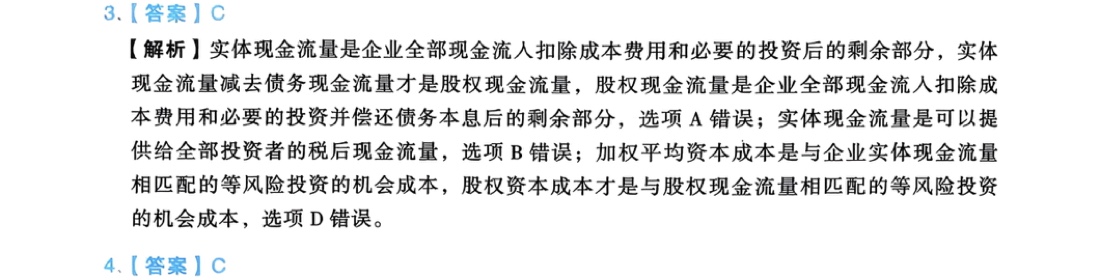 3.【答案】C
【解析】实体现金流量是企业全部现金流入扣除成本费用和必要的投资后的剩余部分，实体
现金流量减去债务现金流量才是股权现金流量，股权现金流量是企业全部现金流入扣除成
本费用和必要的投资并偿还债务本息后的剩余部分，选项 A 错误；实体现金流量是可以提
供给全部投资者的税后现金流量，选项 B 错误；加权平均资本成本是与企业实体现金流量
相匹配的等风险投资的机会成本，股权资本成本才是与股权现金流量相匹配的等风险投资
的机会成本，选项 D 错误。
4.【答案】C